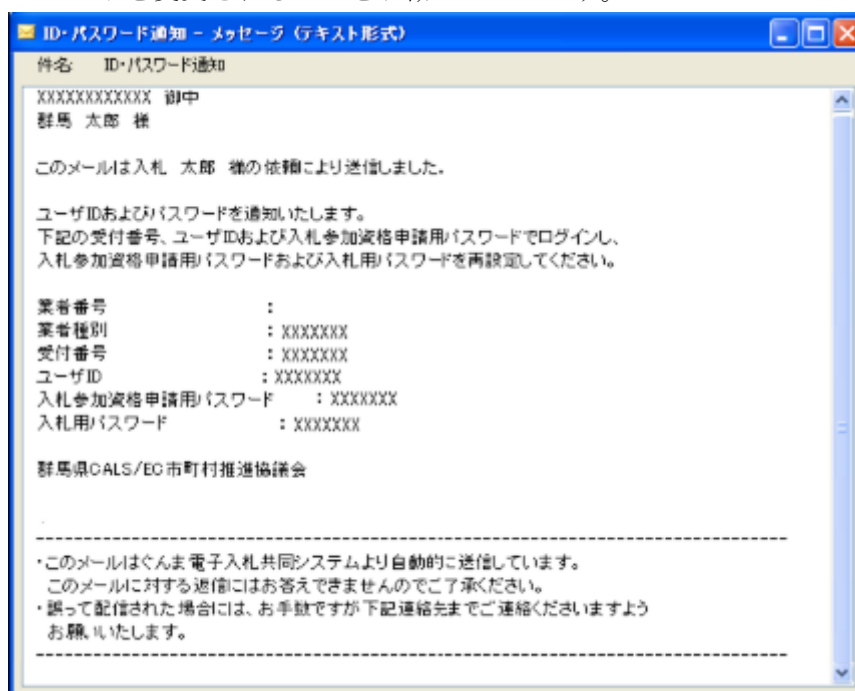 ID・パスワード通知 - メッセージ (テキスト形式)
件名: ID・パスワード通知
XXXXXXXXXXXX 御中
群馬 太郎 様
このメールは入札 太郎 様の依頼により送信しました。
ユーザIDおよびパスワードを通知いたします。
下記の受付番号、ユーザIDおよび入札参加資格申請用パスワードでログインし、
入札参加資格申請用パスワードおよび入札用パスワードを再設定してください。
業者番号 :
業者種別 : XXXXXXX
受付番号 : XXXXXXX
ユーザID : XXXXXXX
入札参加資格申請用パスワード : XXXXXXX
入札用パスワード : XXXXXXX
群馬県CALS/EC市町村推進協議会
--------------------------------------------------------------------------------
・このメールはぐんま電子入札共同システムより自動的に送信しています。
このメールに対する返信にはお答えできませんのでご了承ください。
・誤って配信された場合には、お手数ですが下記連絡先までご連絡くださいますよう
お願いいたします。
--------------------------------------------------------------------------------